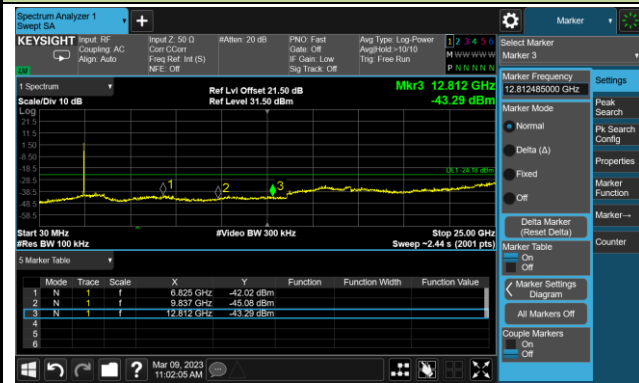 Spectrum Analyzer 1
Swept SA
Marker
KEYSIGHT
Input: RF
Coupling: AC
Align: Auto
Input Z: 50 Ω
Corr CCorr
Freq Ref: Int (S)
NFE: Off
#Atten: 20 dB
PNO: Fast
Gate: Off
IF Gain: Low
Sig Track: Off
Avg Type: Log-Power
Avg|Hold:>10/10
Trig: Free Run
1 2 3 4 5 6
M W W W W W
P N N N N N
Select Marker
Marker 3
1 Spectrum
Scale/Div 10 dB
Log
Ref Lvl Offset 21.50 dB
Ref Level 31.50 dBm
Mkr3 12.812 GHz
-43.29 dBm
21.5
11.5
1.50
-8.50
-18.5
-28.5
-38.5
-48.5
-58.5
1
2
3
Start 30 MHz
#Res BW 100 kHz
#Video BW 300 kHz
Stop 25.00 GHz
Sweep ~2.44 s (2001 pts)
5 Marker Table
Mode Trace Scale X Y Function Function Width Function Value
1 N 1 f 6.825 GHz -42.02 dBm
2 N 1 f 9.837 GHz -45.08 dBm
3 N 1 f 12.812 GHz -43.29 dBm
4
5
6
Mar 09, 2023
11:02:05 AM
Marker Frequency
12.812485000 GHz
Marker Mode
Normal
Delta (Δ)
Fixed
Off
Delta Marker
(Reset Delta)
Marker Table
On
Off
Marker Settings
Diagram
All Markers Off
Couple Markers
On
Off
Settings
Peak
Search
Pk Search
Config
Properties
Marker
Function
Marker→
Counter